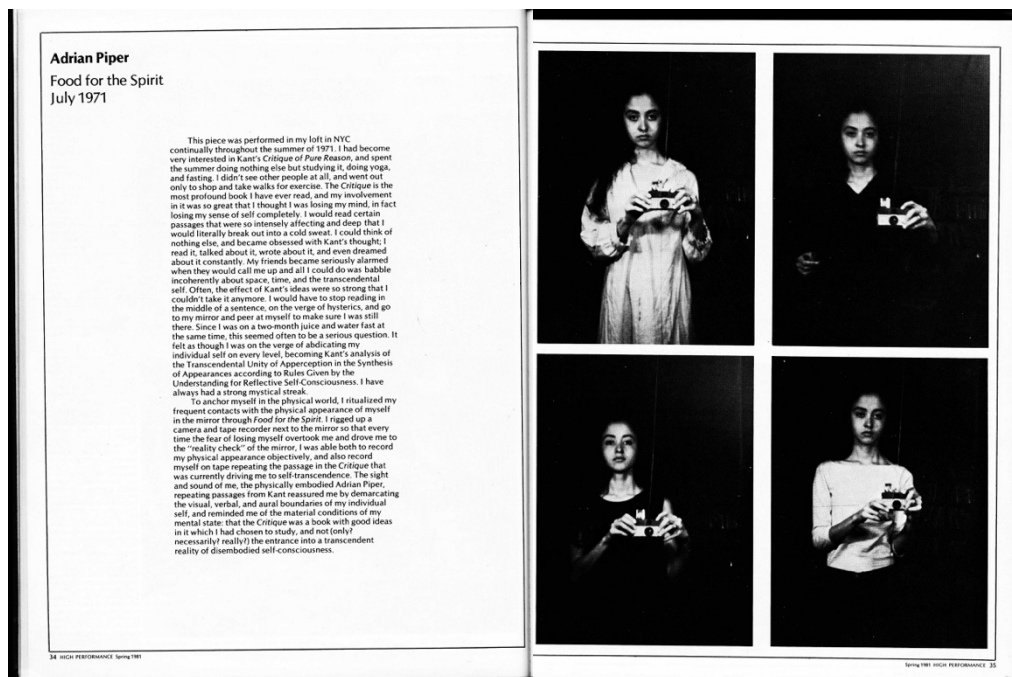 Adrian Piper
Food for the Spirit
July 1971
This piece was performed in my loft in NYC
continually throughout the summer of 1971. I had become
very interested in Kant's Critique of Pure Reason, and spent
the summer doing nothing else but studying it, doing yoga,
and fasting. I didn't see other people at all, and went out
only to shop and take walks for exercise. The Critique is the
most profound book I have ever read, and my involvement
in it was so great that I thought I was losing my mind, in fact
losing my sense of self completely. I would read certain
passages that were so intensely affecting and deep that I
would literally break out into a cold sweat. I could think of
nothing else, and became obsessed with Kant's thought; I
read it, talked about it, wrote about it, and even dreamed
about it constantly. My friends became seriously alarmed
when they would call me up and all I could do was babble
incoherently about space, time, and the transcendental
self. Often, the effect of Kant's ideas were so strong that I
couldn't take it anymore. I would have to stop reading in
the middle of a sentence, on the verge of hysterics, and go
to my mirror and peer at myself to make sure I was still
there. Since I was on a two-month juice and water fast at
the same time, this seemed often to be a serious question. It
felt as though I was on the verge of abdicating my
individual self on every level, becoming Kant's analysis of
the Transcendental Unity of Apperception in the Synthesis
of Appearances according to Rules Given by the
Understanding for Reflective Self-Consciousness. I have
always had a strong mystical streak.
To anchor myself in the physical world, I ritualized my
frequent contacts with the physical appearance of myself
in the mirror through Food for the Spirit. I rigged up a
camera and tape recorder next to the mirror so that every
time the fear of losing myself overtook me and drove me to
the "reality check" of the mirror, I was able both to record
my physical appearance objectively, and also record
myself on tape repeating the passage in the Critique that
was currently driving me to self-transcendence. The sight
and sound of me, the physically embodied Adrian Piper,
repeating passages from Kant reassured me by demarcating
the visual, verbal, and aural boundaries of my individual
self, and reminded me of the material conditions of my
mental state: that the Critique was a book with good ideas
in it which I had chosen to study, and not (only?
necessarily? really?) the entrance into a transcendent
reality of disembodied self-consciousness.
34 HIGH PERFORMANCE Spring 1981
Spring 1981 HIGH PERFORMANCE 35